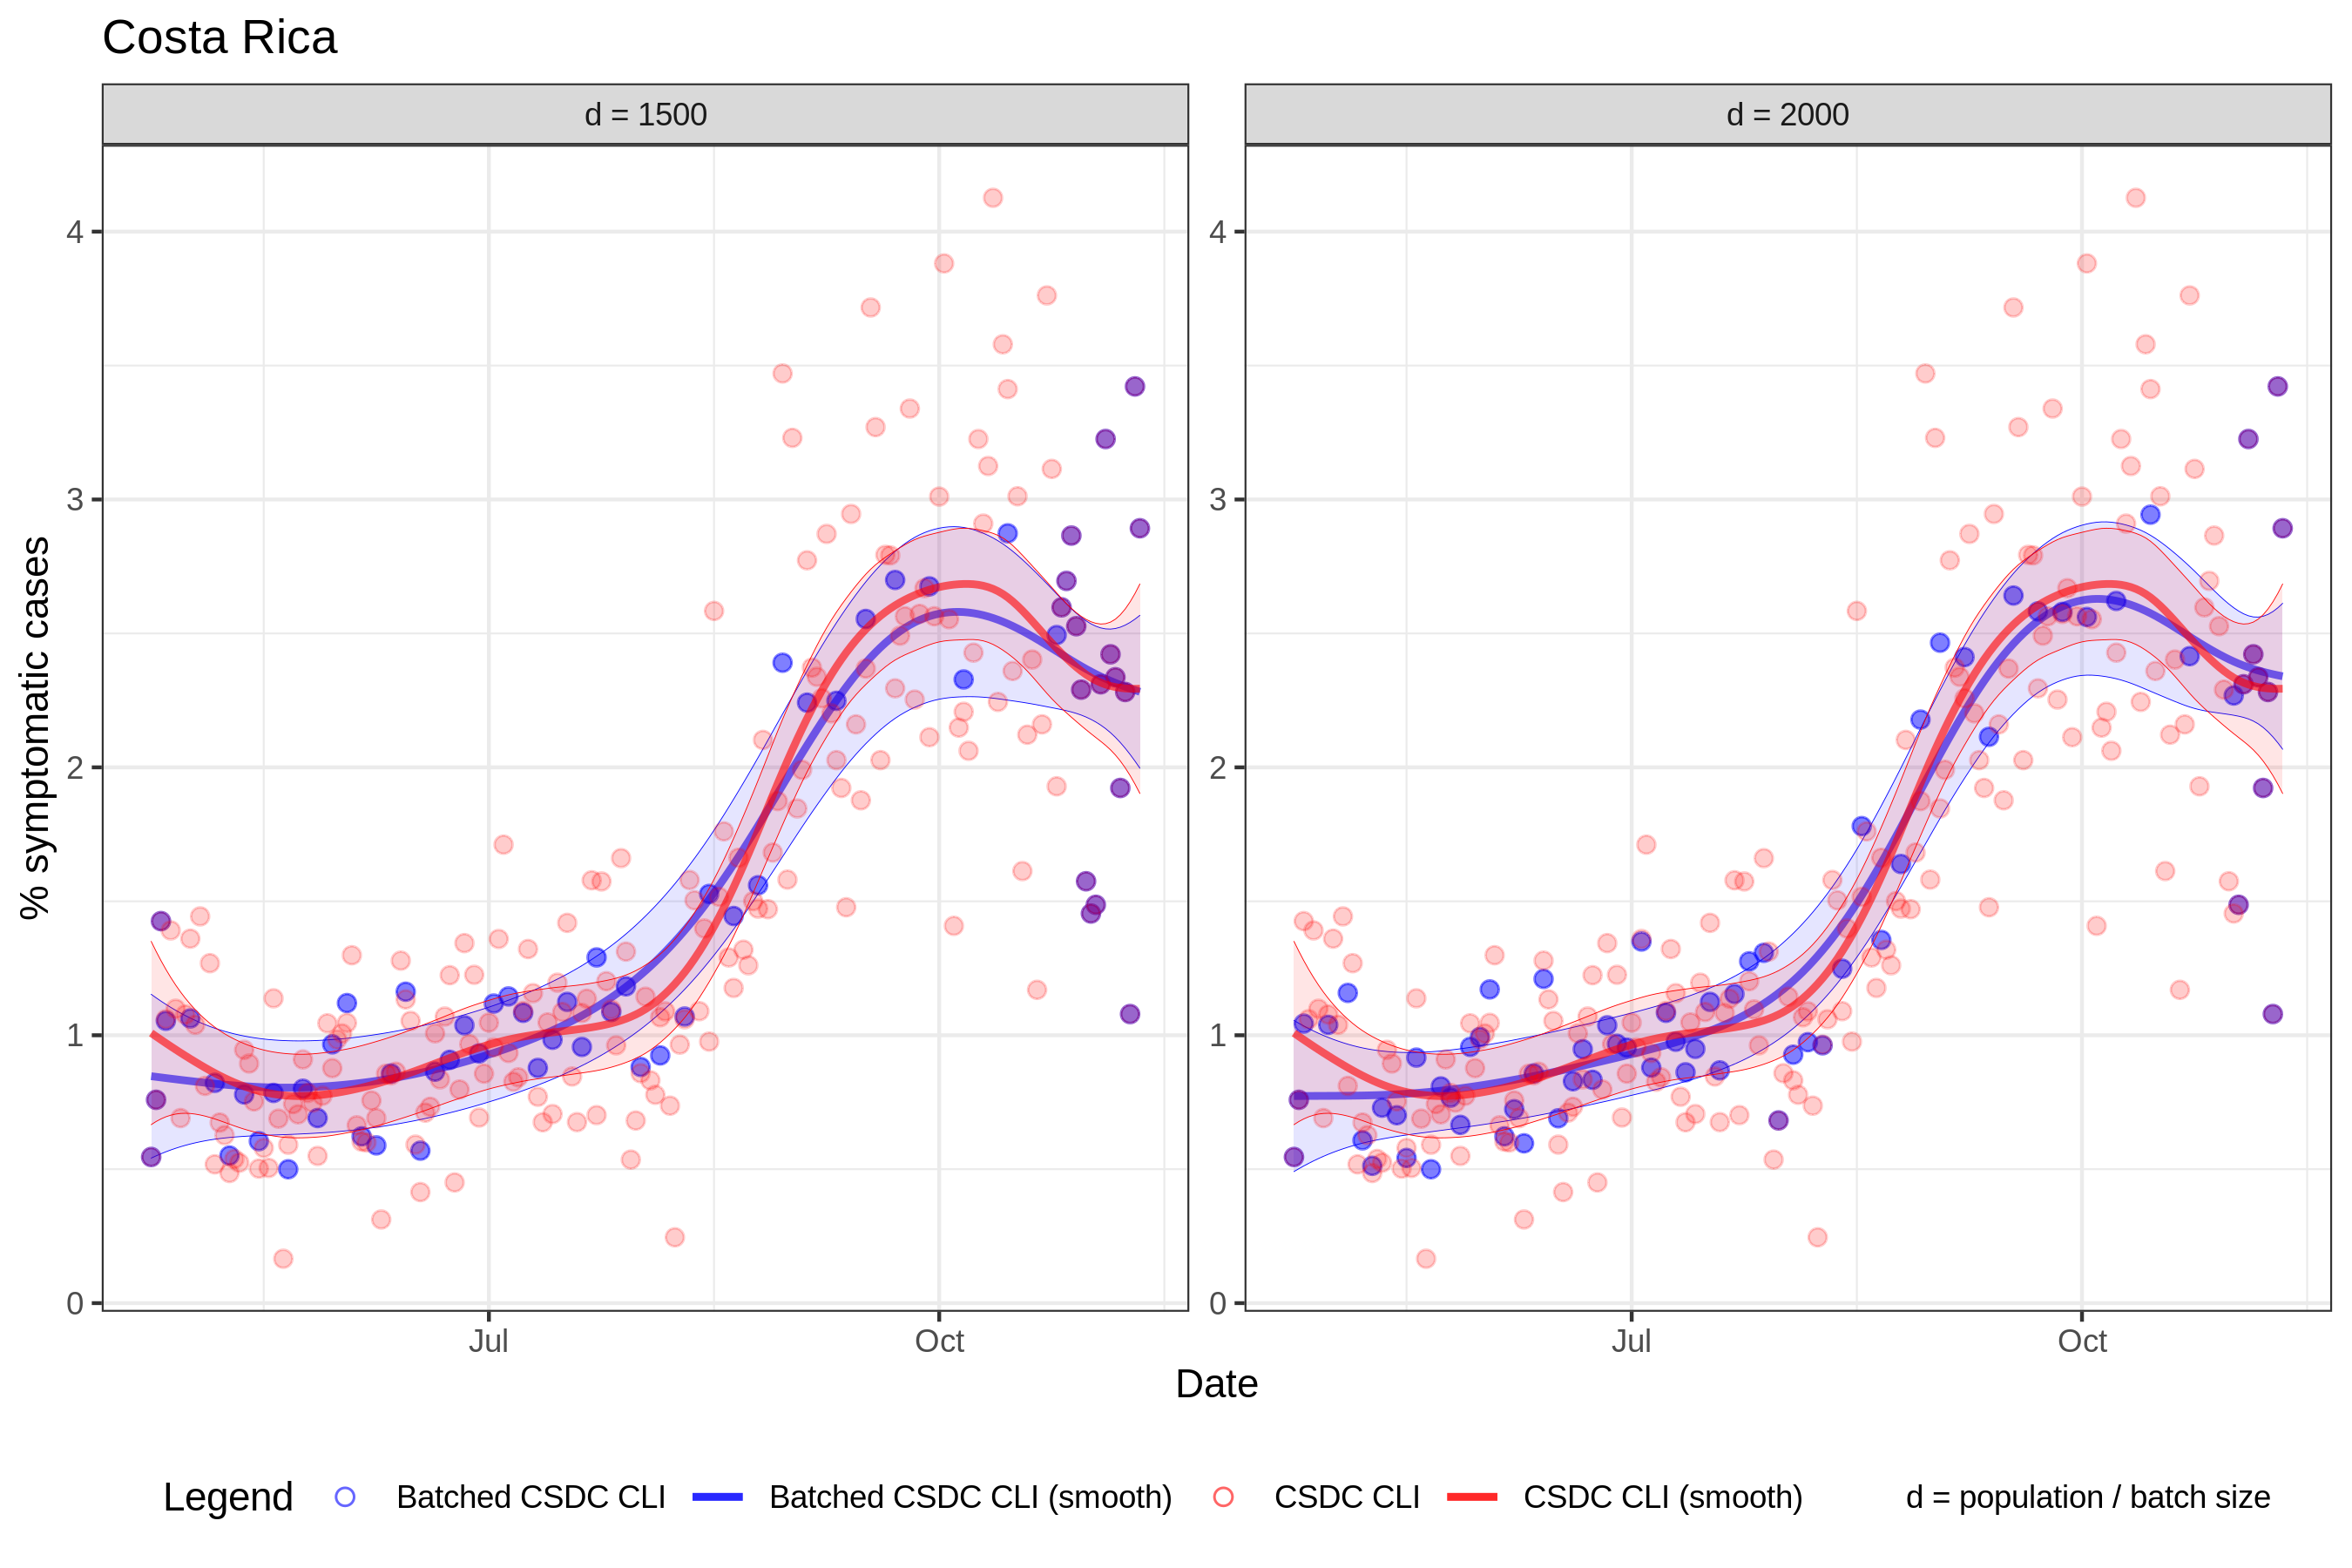 Costa Rica
d = 1500
d = 2000
% symptomatic cases
4
3
2
1
0
4
3
2
1
0
Jul
Oct
Jul
Oct
Date
Legend
Batched CSDC CLI
Batched CSDC CLI (smooth)
CSDC CLI
CSDC CLI (smooth)
d = population / batch size